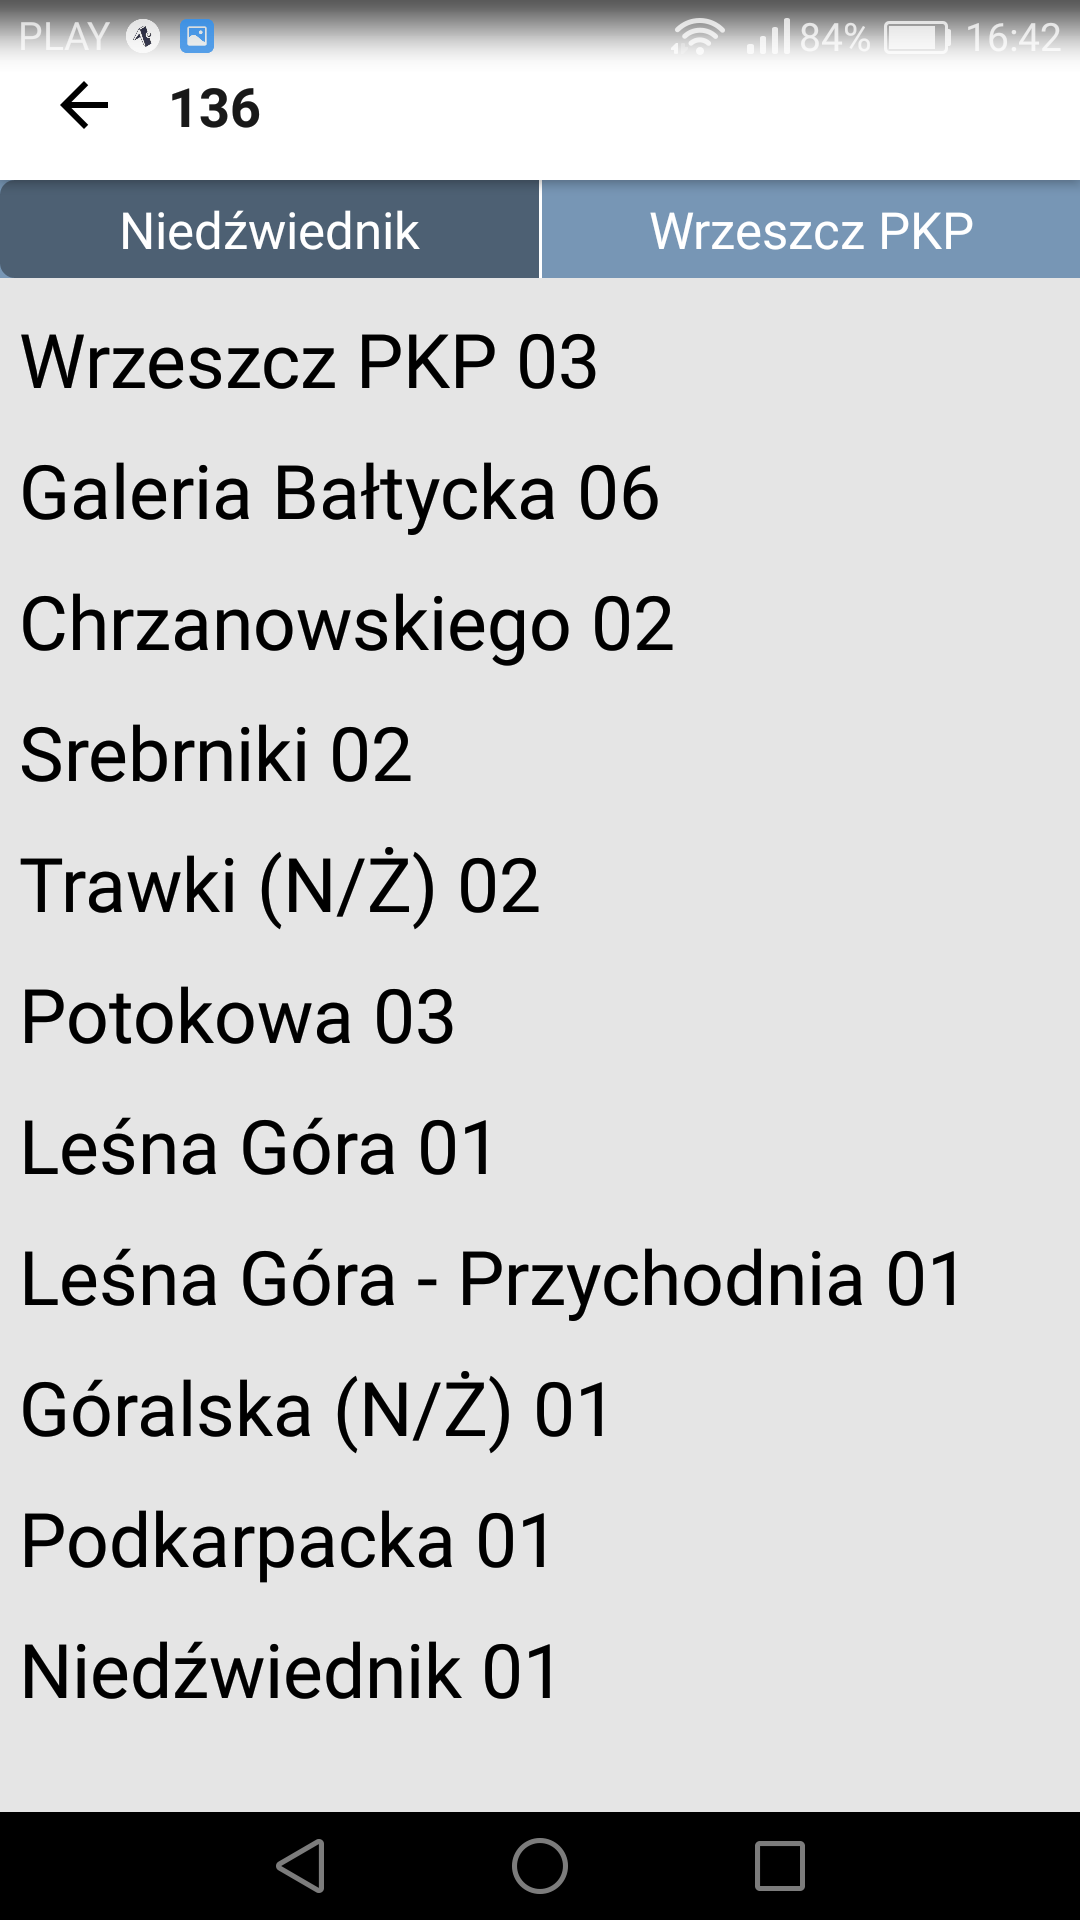 PLAY 84% 16:42
136
Niedźwiednik Wrzeszcz PKP
Wrzeszcz PKP 03
Galeria Bałtycka 06
Chrzanowskiego 02
Srebrniki 02
Trawki (N/Ż) 02
Potokowa 03
Leśna Góra 01
Leśna Góra - Przychodnia 01
Góralska (N/Ż) 01
Podkarpacka 01
Niedźwiednik 01